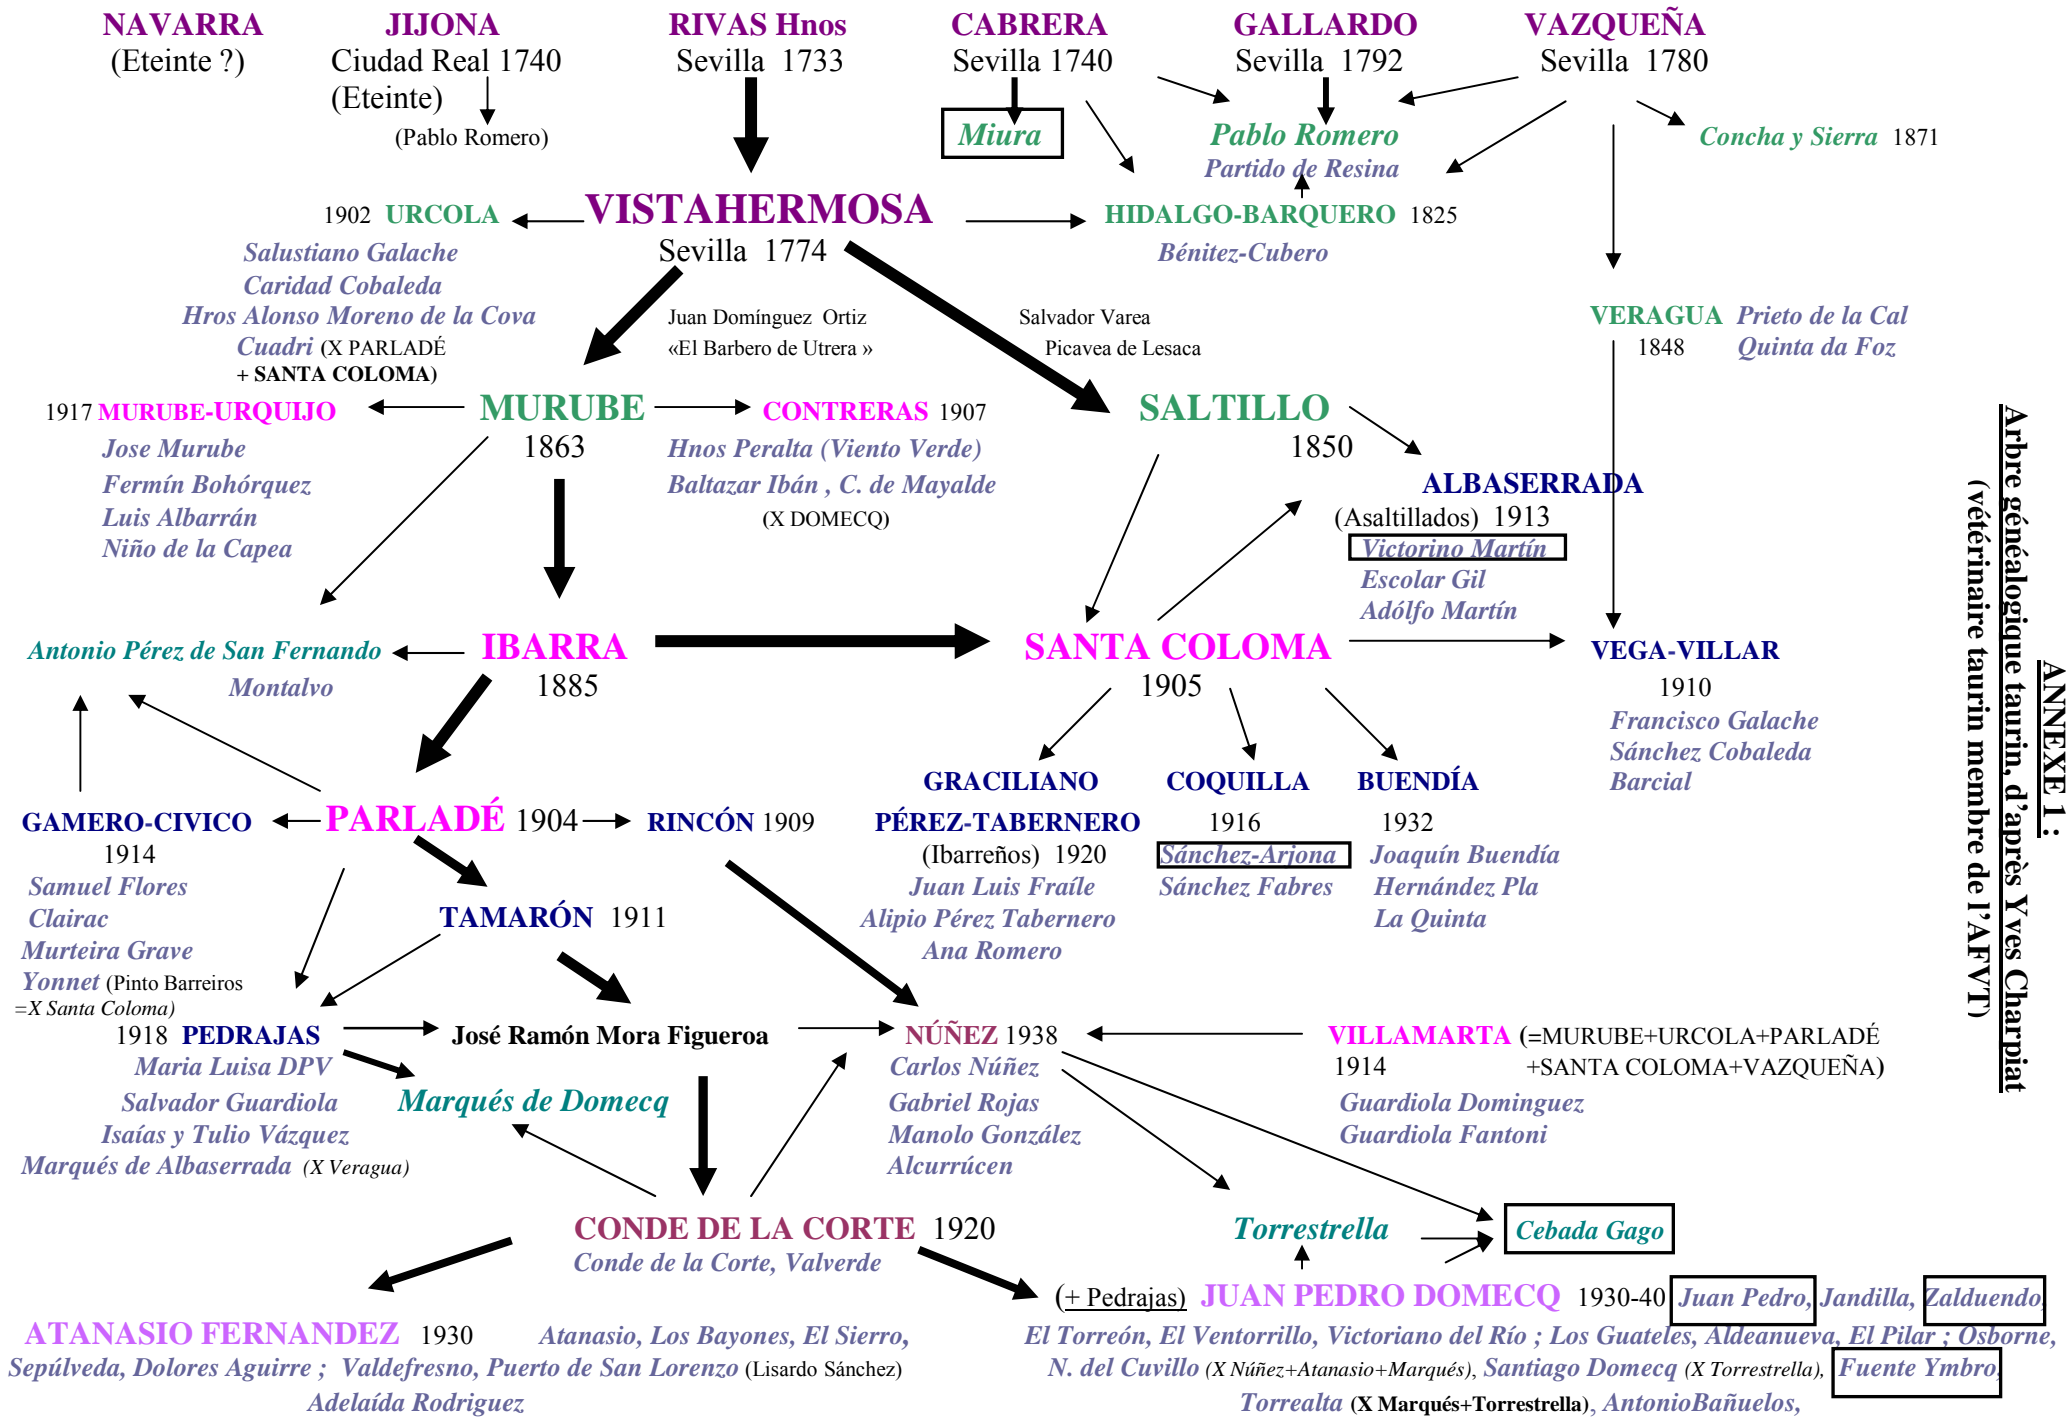 NAVARRA
(Eteinte ?)
JIJONA
Ciudad Real 1740
(Eteinte)
(Pablo Romero)
RIVAS Hnos
Sevilla 1733
CABRERA
Sevilla 1740
GALLARDO
Sevilla 1792
VAZQUEÑA
Sevilla 1780
Miura
Pablo Romero
Partido de Resina
Concha y Sierra 1871
1902 URCOLA
Salustiano Galache
Caridad Cobaleda
Hros Alonso Moreno de la Cova
Cuadri (X PARLADÉ
+ SANTA COLOMA)
VISTAHERMOSA
Sevilla 1774
HIDALGO-BARQUERO 1825
Bénitez-Cubero
Juan Domínguez Ortiz
«El Barbero de Utrera »
Salvador Varea
Picavea de Lesaca
VERAGUA Prieto de la Cal
1848 Quinta da Foz
1917 MURUBE-URQUIJO
Jose Murube
Fermín Bohórquez
Luis Albarrán
Niño de la Capea
MURUBE
1863
CONTRERAS 1907
Hnos Peralta (Viento Verde)
Baltazar Ibán , C. de Mayalde
(X DOMECQ)
SALTILLO
1850
ALBASERRADA
(Asaltillados) 1913
Victorino Martín
Escolar Gil
Adólfo Martín
Antonio Pérez de San Fernando
Montalvo
IBARRA
1885
SANTA COLOMA
1905
VEGA-VILLAR
1910
Francisco Galache
Sánchez Cobaleda
Barcial
GAMERO-CIVICO
1914
Samuel Flores
Clairac
Murteira Grave
Yonnet (Pinto Barreiros
=X Santa Coloma)
PARLADÉ 1904
RINCÓN 1909
GRACILIANO
PÉREZ-TABERNERO
(Ibarreños) 1920
Juan Luis Fraíle
Alipio Pérez Tabernero
Ana Romero
COQUILLA
1916
Sánchez-Arjona
Sánchez Fabres
BUENDÍA
1932
Joaquín Buendía
Hernández Pla
La Quinta
TAMARÓN 1911
1918 PEDRAJAS
Maria Luisa DPV
Salvador Guardiola
Isaías y Tulio Vázquez
Marqués de Albaserrada (X Veragua)
José Ramón Mora Figueroa
Marqués de Domecq
NÚÑEZ 1938
Carlos Núñez
Gabriel Rojas
Manolo González
Alcurrúcen
VILLAMARTA (=MURUBE+URCOLA+PARLADÉ
1914 +SANTA COLOMA+VAZQUEÑA)
Guardiola Dominguez
Guardiola Fantoni
CONDE DE LA CORTE 1920
Conde de la Corte, Valverde
Torrestrella
Cebada Gago
ATANASIO FERNANDEZ 1930 Atanasio, Los Bayones, El Sierro,
Sepúlveda, Dolores Aguirre ; Valdefresno, Puerto de San Lorenzo (Lisardo Sánchez)
Adelaída Rodriguez
(+ Pedrajas) JUAN PEDRO DOMECQ 1930-40 Juan Pedro, Jandilla, Zalduendo,
El Torreón, El Ventorrillo, Victoriano del Río ; Los Guateles, Aldeanueva, El Pilar ; Osborne,
N. del Cuvillo (X Núñez+Atanasio+Marqués), Santiago Domecq (X Torrestrella), Fuente Ymbro,
Torrealta (X Marqués+Torrestrella), AntonioBañuelos,
ANNEXE 1 :
Arbre généalogique taurin, d'après Yves Charpiat
(vétérinaire taurin membre de l'AFVT)